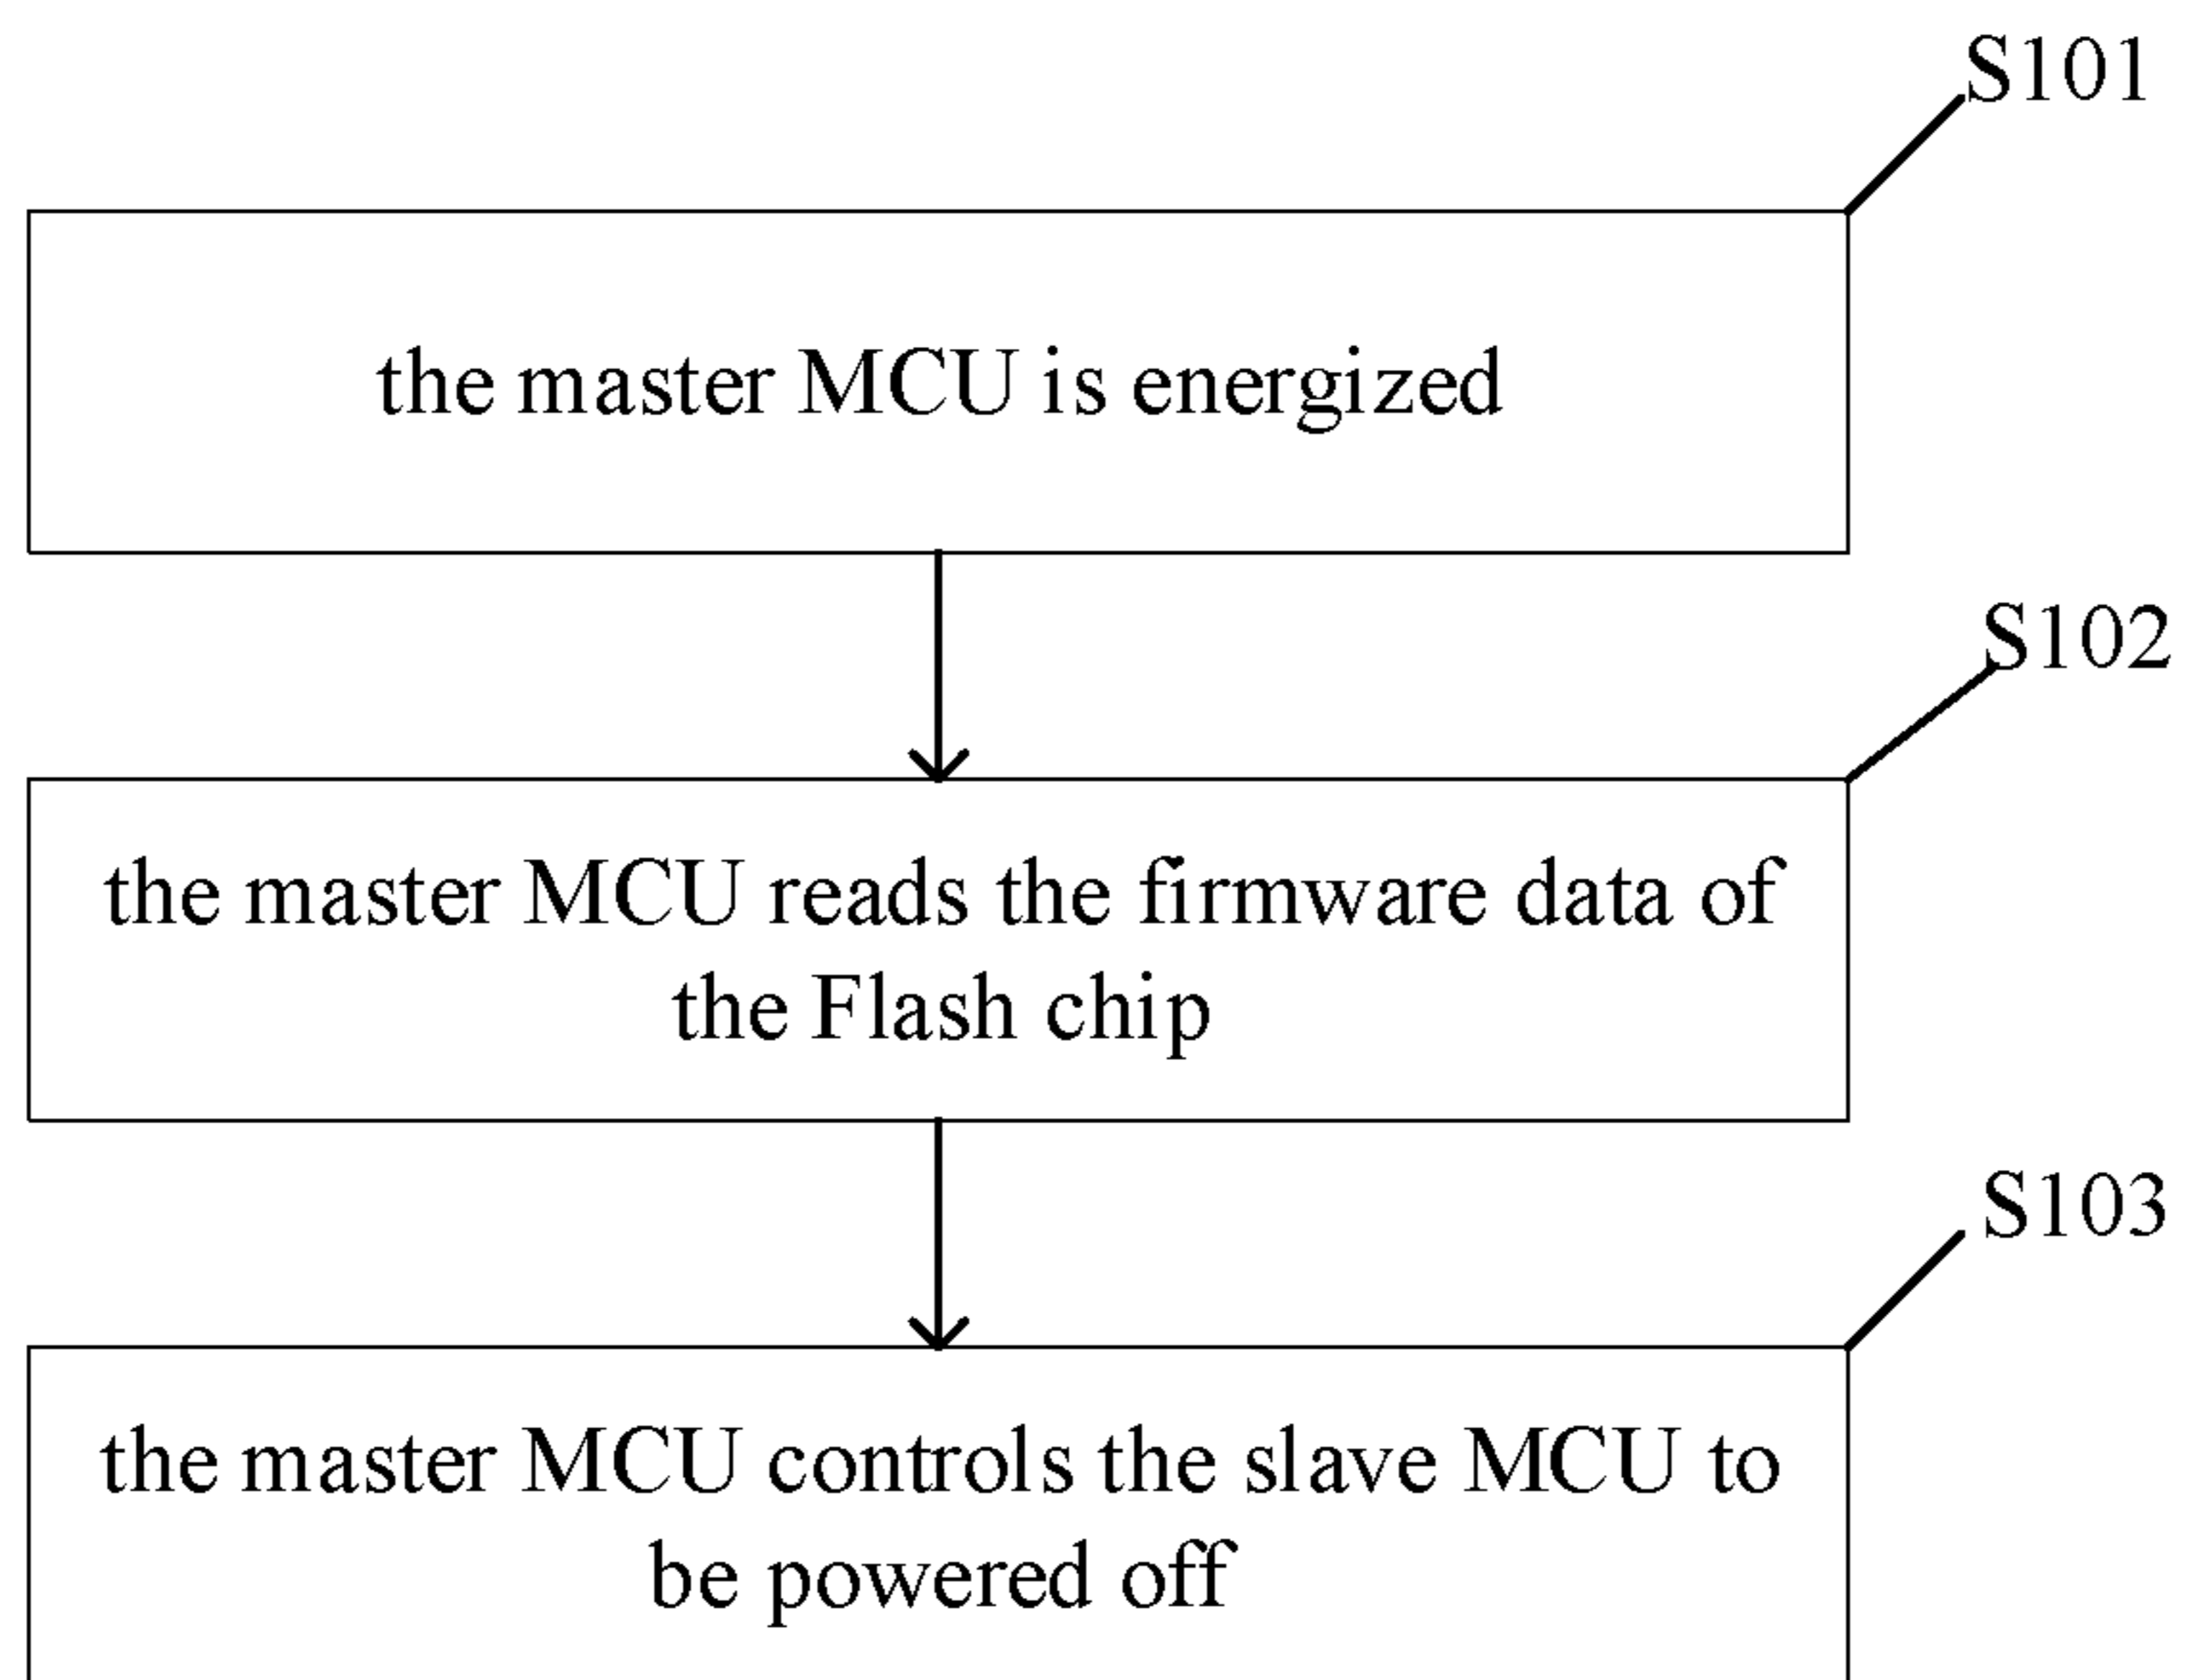 S101
the master MCU is energized
S102
the master MCU reads the firmware data of
the Flash chip
S103
the master MCU controls the slave MCU to
be powered off